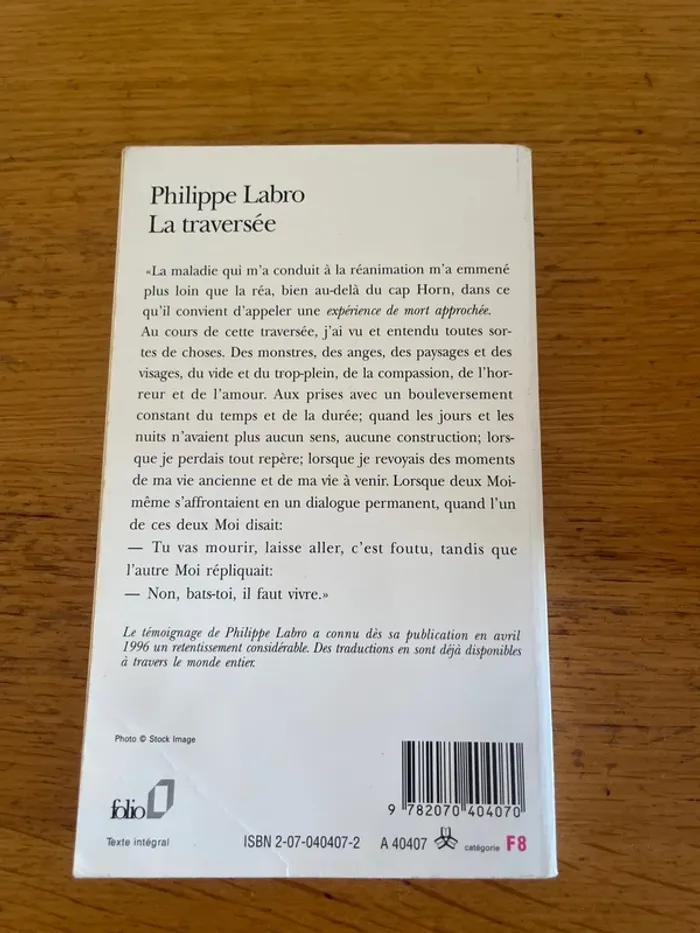 Philippe Labro
La traversée
«La maladie qui m'a conduit à la réanimation m'a emmené
plus loin que la réa, bien au-delà du cap Horn, dans ce
qu'il convient d'appeler une expérience de mort approchée.
Au cours de cette traversée, j'ai vu et entendu toutes sor-
tes de choses. Des monstres, des anges, des paysages et des
visages, du vide et du trop-plein, de la compassion, de l'hor-
reur et de l'amour. Aux prises avec un bouleversement
constant du temps et de la durée; quand les jours et les
nuits n'avaient plus aucun sens, aucune construction; lors-
que je perdais tout repère; lorsque je revoyais des moments
de ma vie ancienne et de ma vie à venir. Lorsque deux Moi-
même s'affrontaient en un dialogue permanent, quand l'un
de ces deux Moi disait:
— Tu vas mourir, laisse aller, c'est foutu, tandis que
l'autre Moi répliquait:
— Non, bats-toi, il faut vivre.»
Le témoignage de Philippe Labro a connu dès sa publication en avril
1996 un retentissement considérable. Des traductions en sont déjà disponibles
à travers le monde entier.
Photo © Stock Image
folio
9 782070 404070
Texte intégral
ISBN 2-07-040407-2 A 40407 catégorie F8